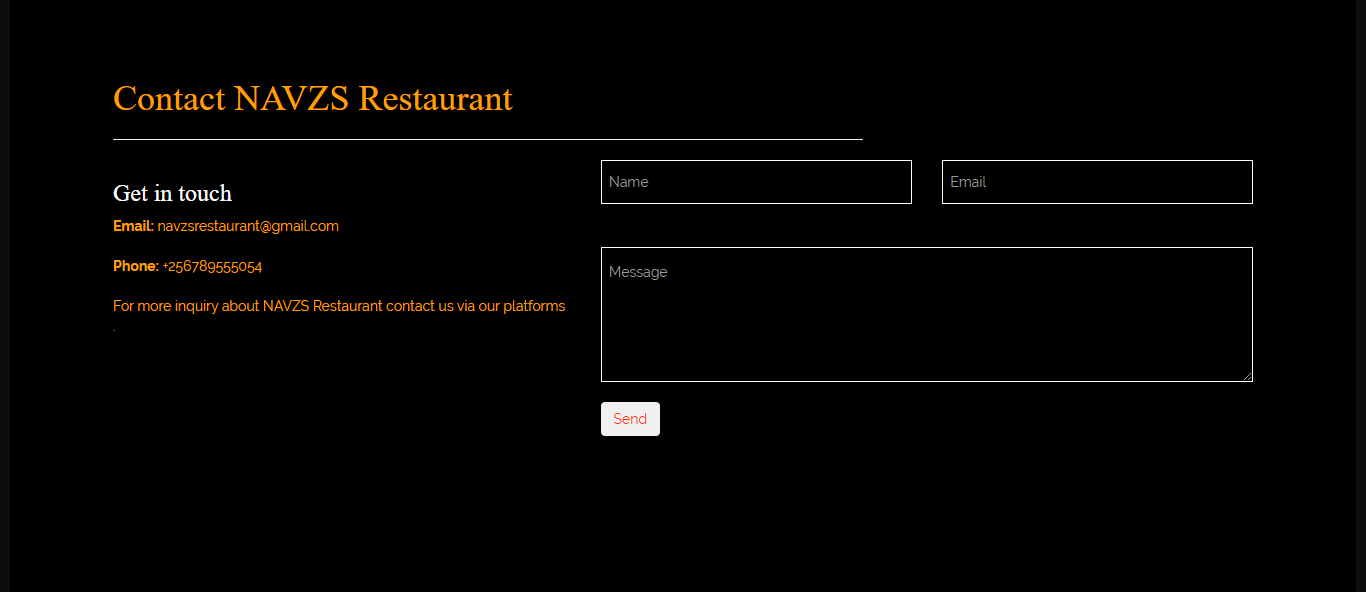 Contact NAVZS Restaurant
Get in touch
Email: navzsrestaurant@gmail.com
Phone: +256789555054
For more inquiry about NAVZS Restaurant contact us via our platforms
.
Name
Email
Message
Send